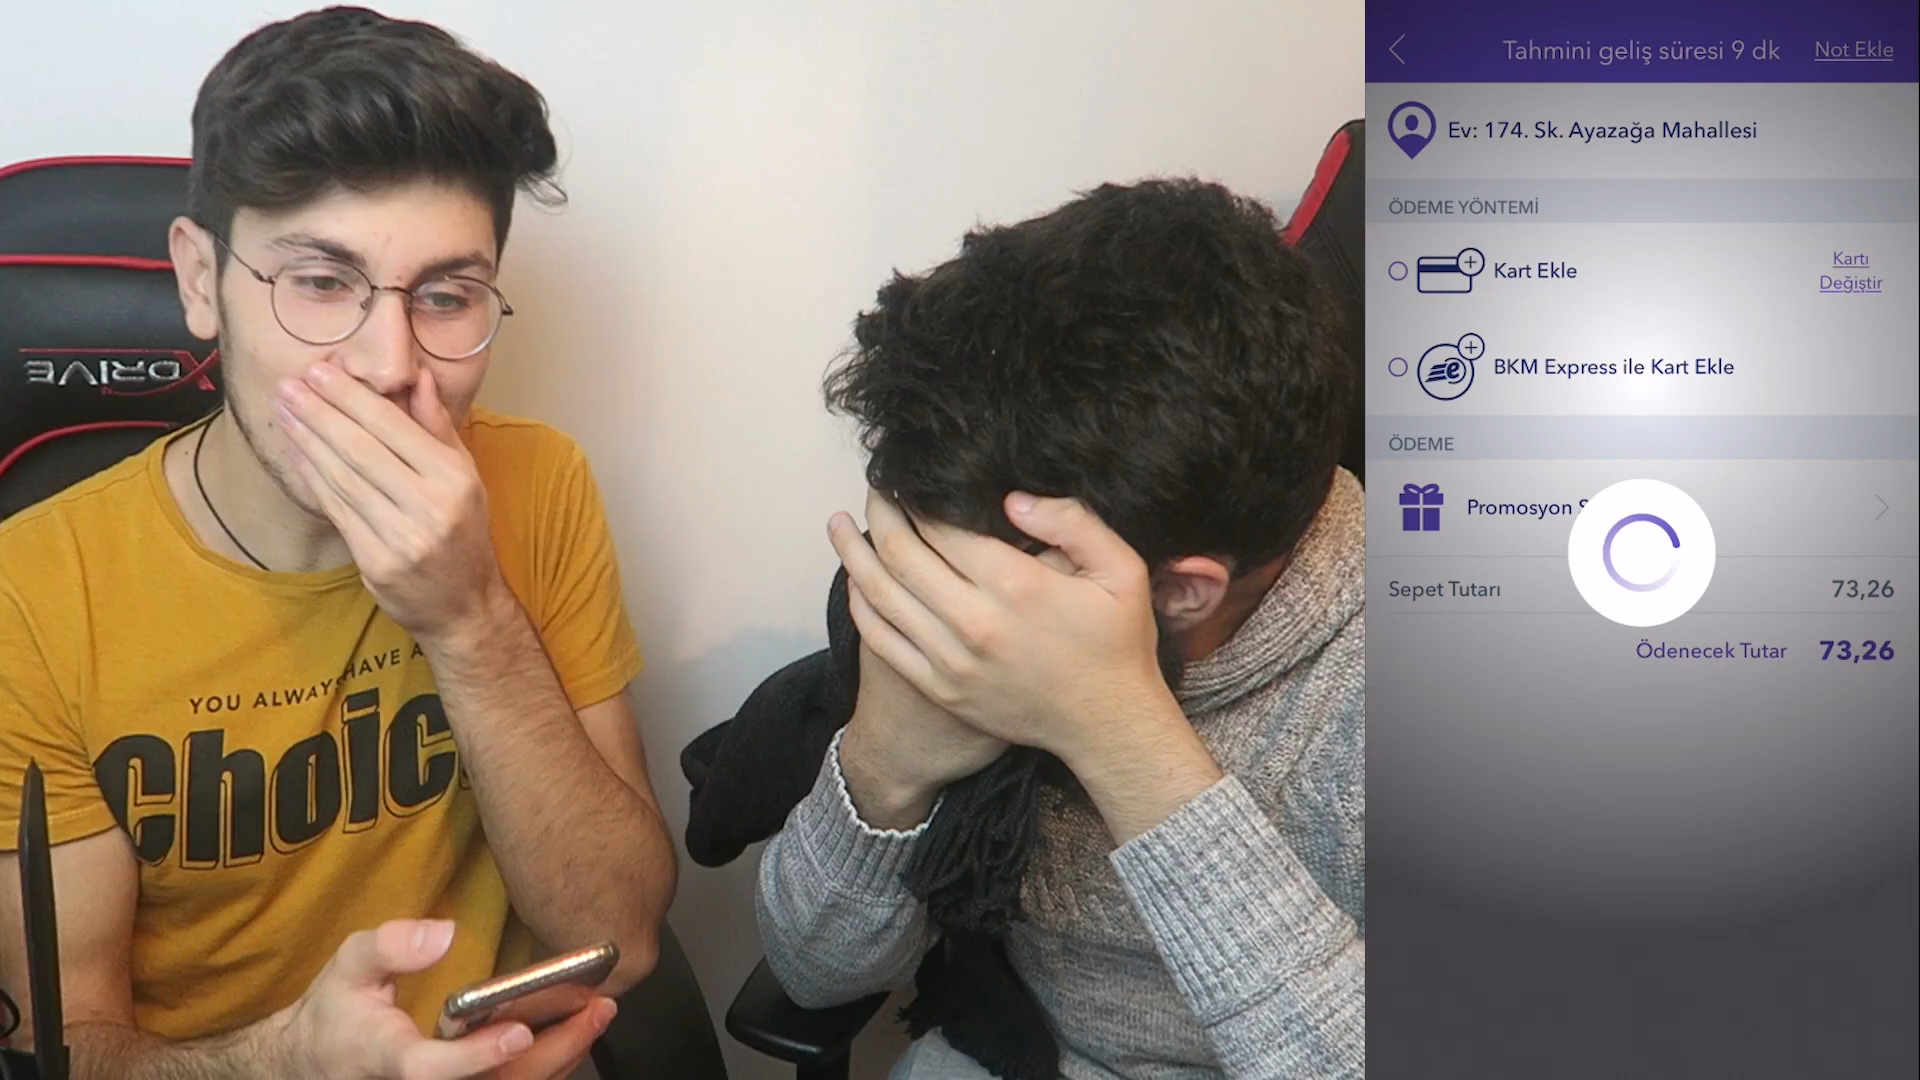 DRIVE
YOU ALWAYS HAVE A
Choic
Tahmini geliş süresi 9 dk
Not Ekle
Ev: 174. Sk. Ayazağa Mahallesi
ÖDEME YÖNTEMİ
Kart Ekle
Kartı
Değiştir
BKM Express ile Kart Ekle
ÖDEME
Promosyon S
Sepet Tutarı
73,26
Ödenecek Tutar
73,26